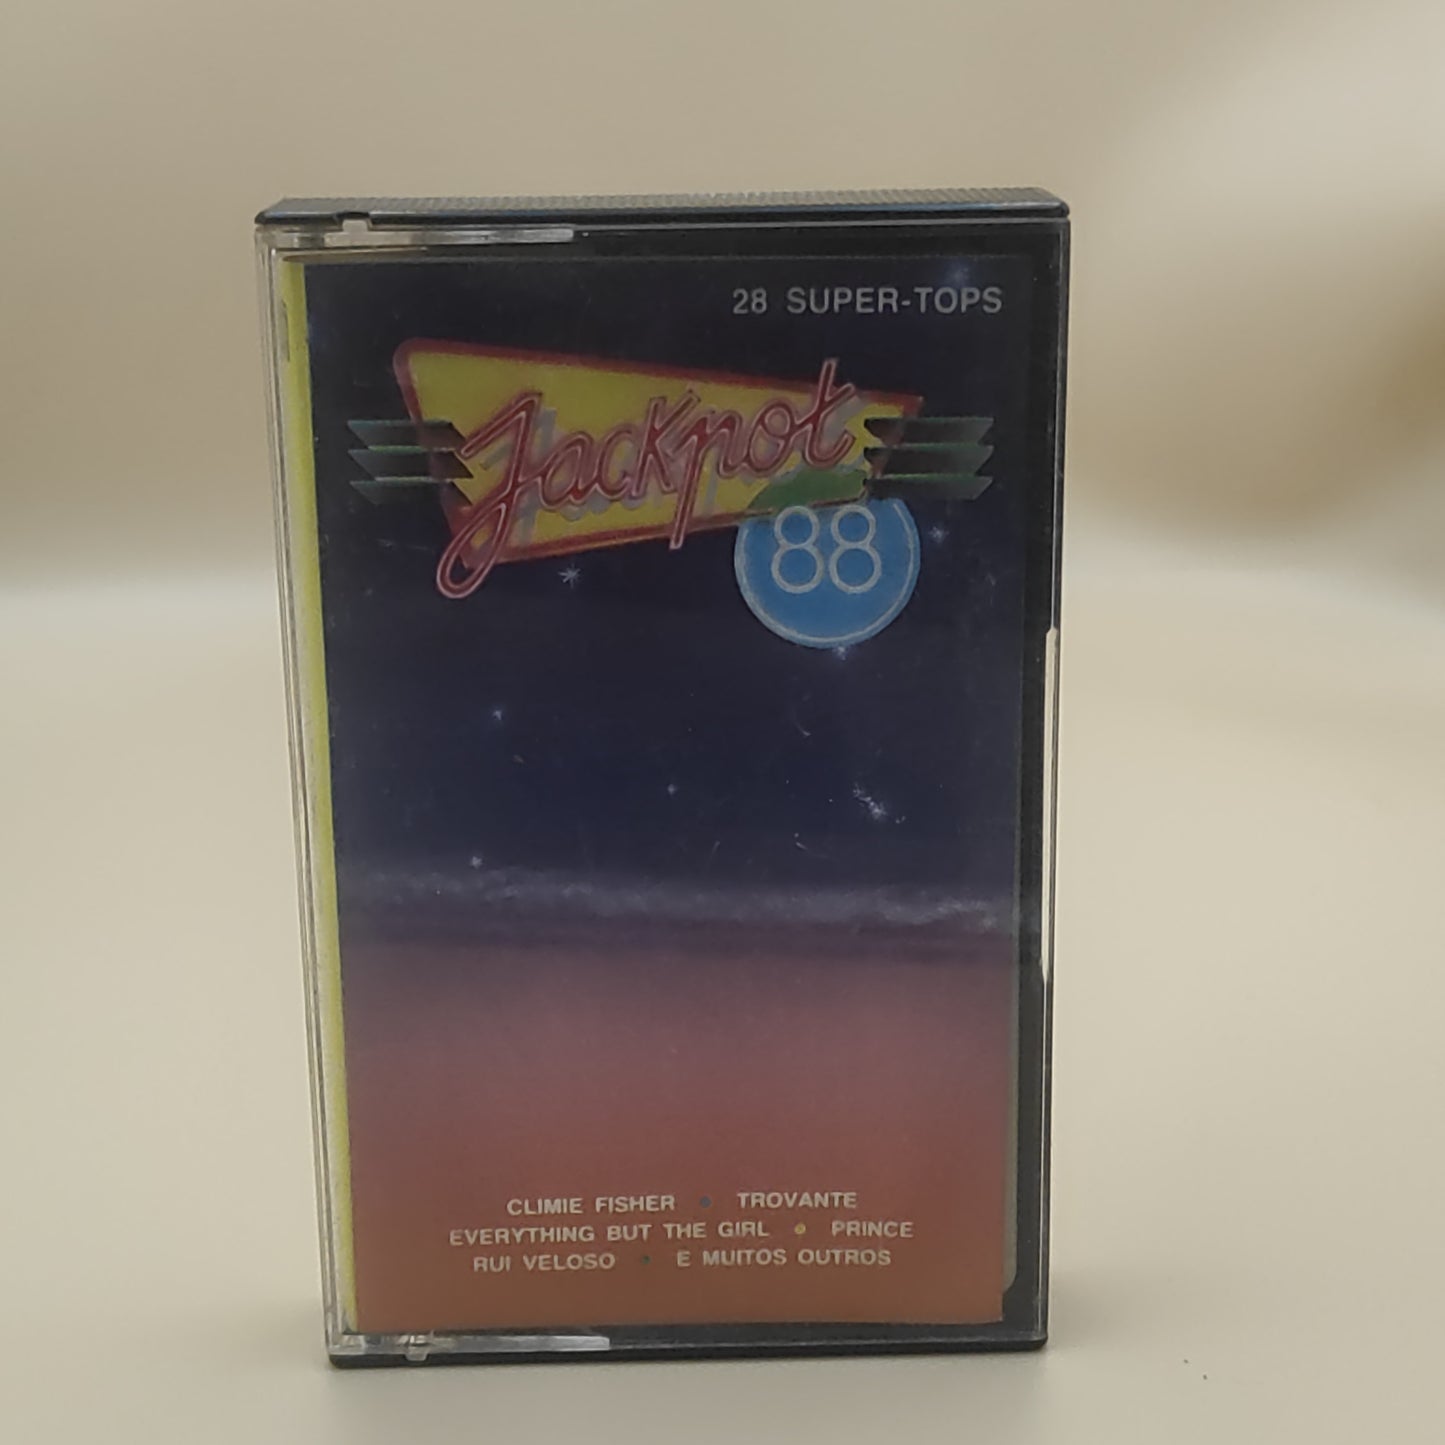 28 SUPER-TOPS
Jackpot
88
CLIMIE FISHER • TROVANTE
EVERYTHING BUT THE GIRL • PRINCE
RUI VELOSO • E MUITOS OUTROS